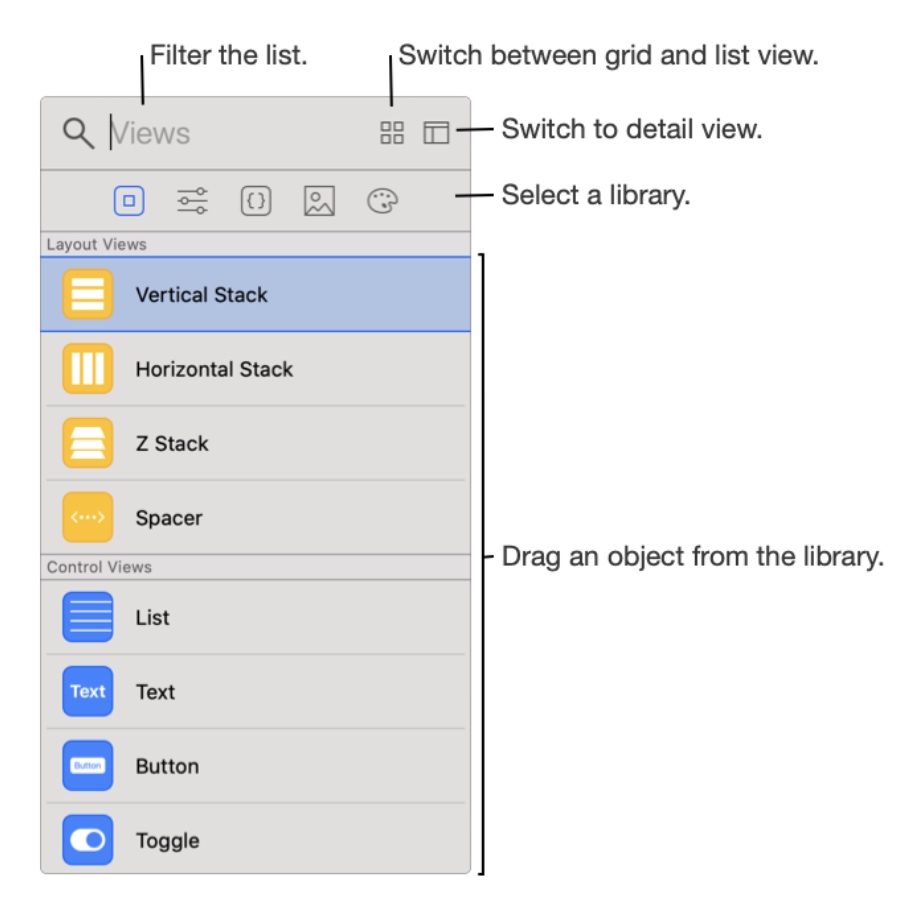 Filter the list.
Switch between grid and list view.
Views
Switch to detail view.
Select a library.
Layout Views
Vertical Stack
Horizontal Stack
Z Stack
Spacer
Control Views
Drag an object from the library.
List
Text
Text
Button
Button
Toggle